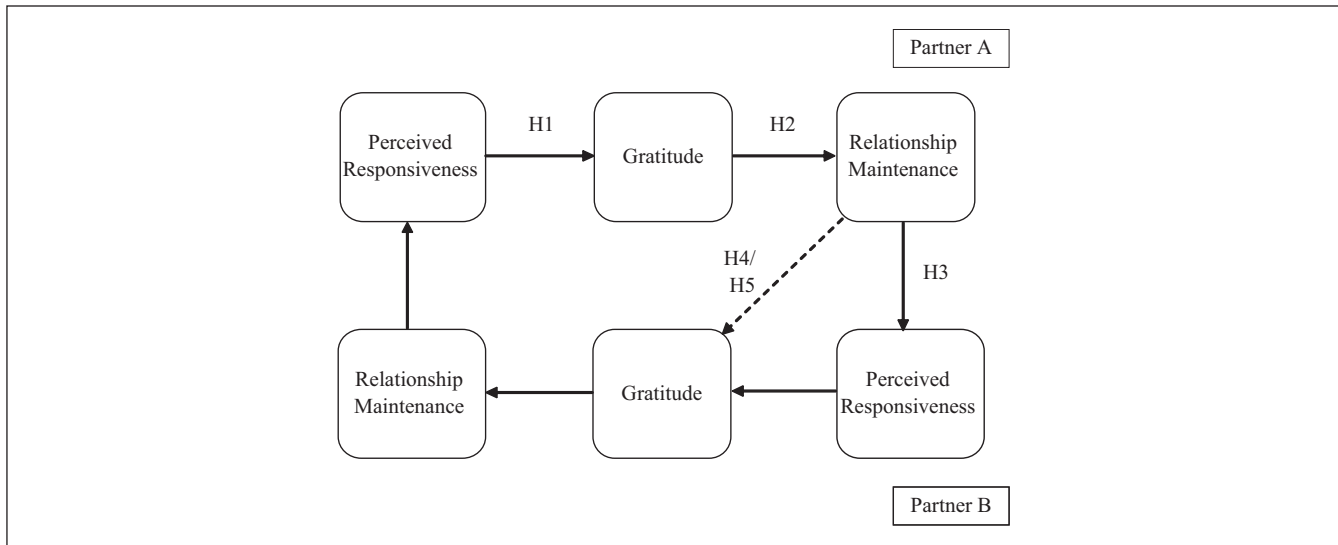 Partner A
Perceived
Responsiveness
H1
Gratitude
H2
Relationship
Maintenance
H4/
H5
H3
Relationship
Maintenance
Gratitude
Perceived
Responsiveness
Partner B